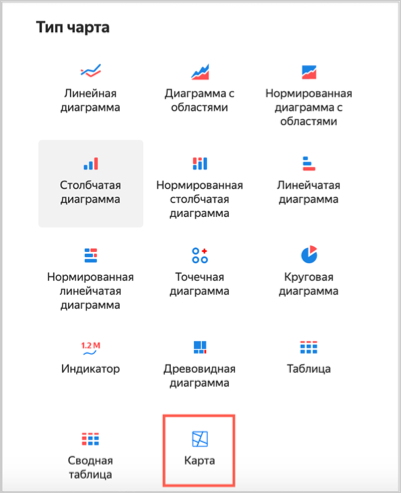 Тип чарта
Линейная
диаграмма
Диаграмма с
областями
Нормированная
диаграмма с
областями
Столбчатая
диаграмма
Нормированная
столбчатая
диаграмма
Линейчатая
диаграмма
Нормированная
линейчатая
диаграмма
Точечная
диаграмма
Круговая
диаграмма
1.2 M
Индикатор
Древовидная
диаграмма
Таблица
Сводная
таблица
Карта